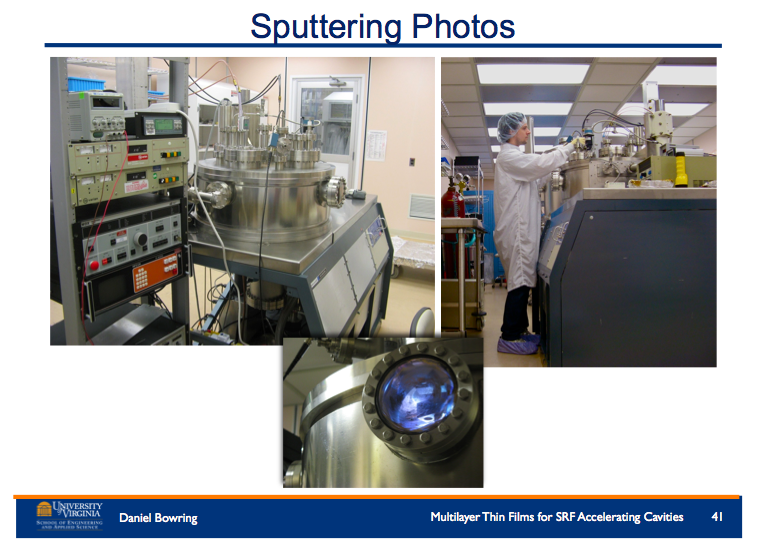 Sputtering Photos
UNIVERSITY
OF VIRGINIA
SCHOOL OF ENGINEERING
AND APPLIED SCIENCE
Daniel Bowring
Multilayer Thin Films for SRF Accelerating Cavities
41